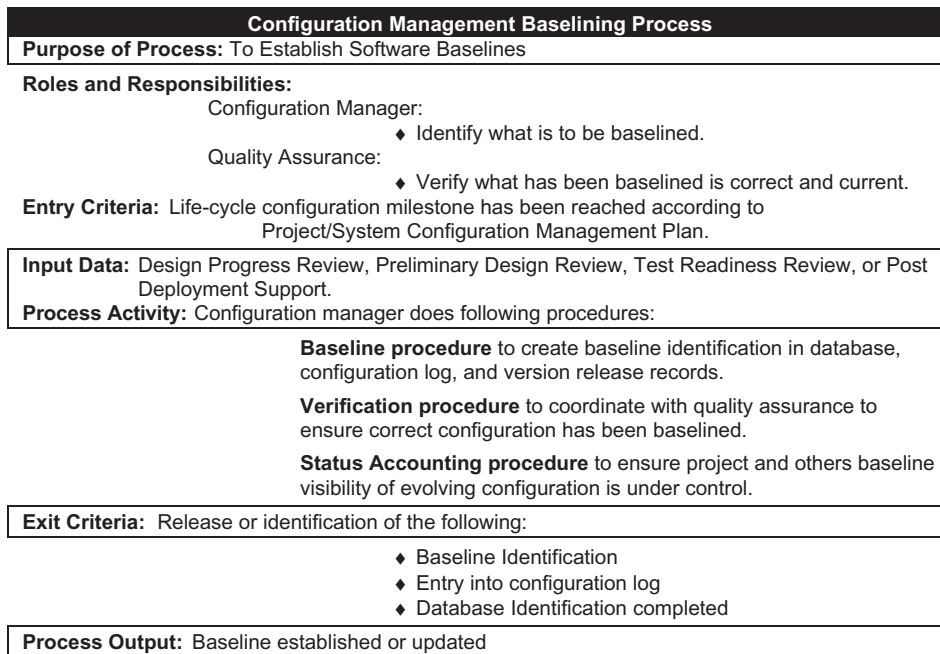 Configuration Management Baselining Process
Purpose of Process: To Establish Software Baselines
Roles and Responsibilities:
Configuration Manager:
♦ Identify what is to be baselined.
Quality Assurance:
♦ Verify what has been baselined is correct and current.
Entry Criteria: Life-cycle configuration milestone has been reached according to
Project/System Configuration Management Plan.
Input Data: Design Progress Review, Preliminary Design Review, Test Readiness Review, or Post
Deployment Support.
Process Activity: Configuration manager does following procedures:
Baseline procedure to create baseline identification in database,
configuration log, and version release records.
Verification procedure to coordinate with quality assurance to
ensure correct configuration has been baselined.
Status Accounting procedure to ensure project and others baseline
visibility of evolving configuration is under control.
Exit Criteria: Release or identification of the following:
♦ Baseline Identification
♦ Entry into configuration log
♦ Database Identification completed
Process Output: Baseline established or updated